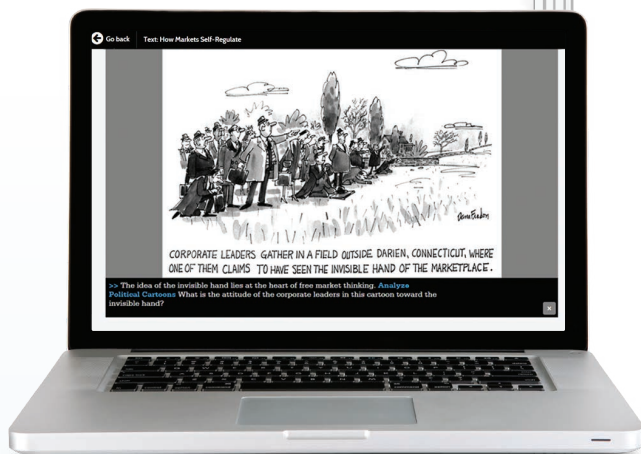 Go back Text: How Markets Self-Regulate
Dana Fradon
CORPORATE LEADERS GATHER IN A FIELD OUTSIDE DARIEN, CONNECTICUT, WHERE
ONE OF THEM CLAIMS TO HAVE SEEN THE INVISIBLE HAND OF THE MARKETPLACE.
>> The idea of the invisible hand lies at the heart of free market thinking. Analyze
Political Cartoons What is the attitude of the corporate leaders in this cartoon toward the
invisible hand?
x